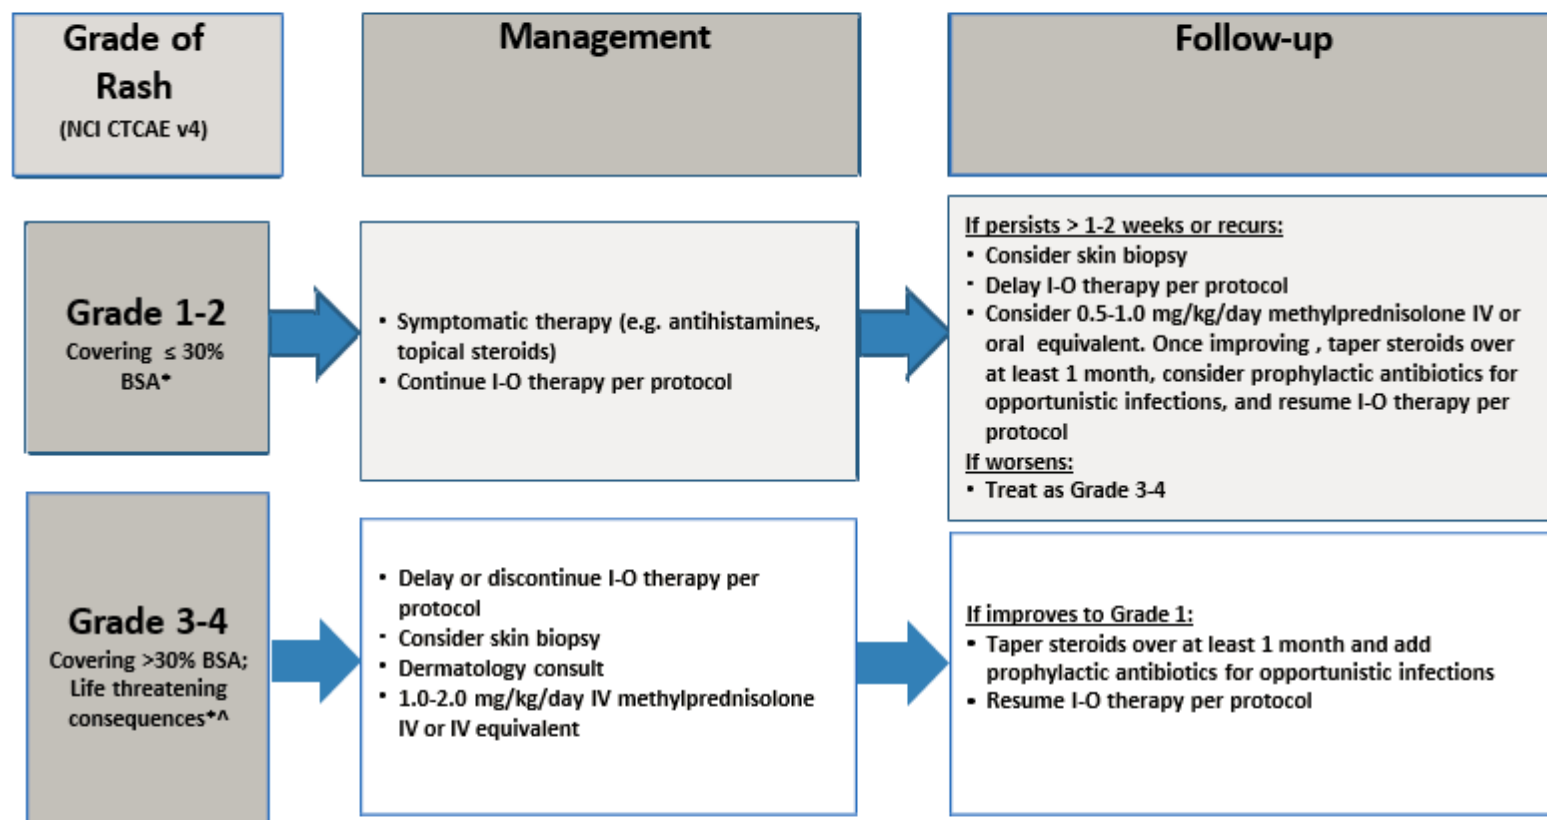 Grade of
Rash
(NCI CTCAE v4)
Management
Follow-up
Grade 1-2
Covering ≤ 30%
BSA*
• Symptomatic therapy (e.g. antihistamines,
topical steroids)
• Continue I-O therapy per protocol
If persists > 1-2 weeks or recurs:
• Consider skin biopsy
• Delay I-O therapy per protocol
• Consider 0.5-1.0 mg/kg/day methylprednisolone IV or
oral equivalent. Once improving , taper steroids over
at least 1 month, consider prophylactic antibiotics for
opportunistic infections, and resume I-O therapy per
protocol
If worsens:
• Treat as Grade 3-4
Grade 3-4
Covering >30% BSA;
Life threatening
consequences*^
• Delay or discontinue I-O therapy per
protocol
• Consider skin biopsy
• Dermatology consult
• 1.0-2.0 mg/kg/day IV methylprednisolone
IV or IV equivalent
If improves to Grade 1:
• Taper steroids over at least 1 month and add
prophylactic antibiotics for opportunistic infections
• Resume I-O therapy per protocol